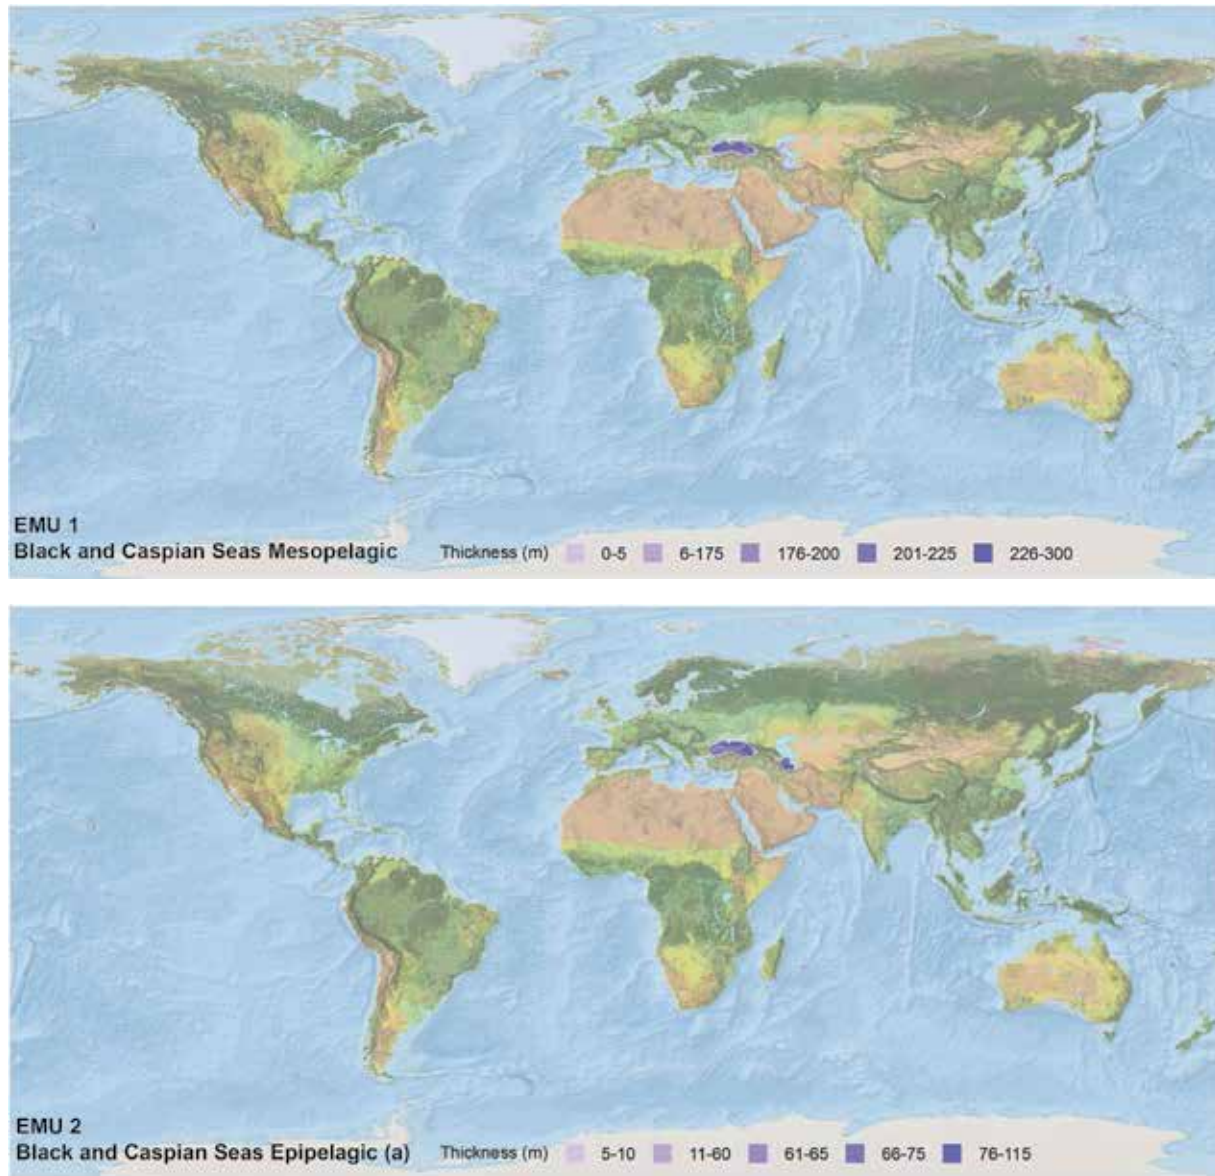 EMU 1
Black and Caspian Seas Mesopelagic Thickness (m) 0-5 6-175 176-200 201-225 226-300
EMU 2
Black and Caspian Seas Epipelagic (a) Thickness (m) 5-10 11-60 61-65 66-75 76-115